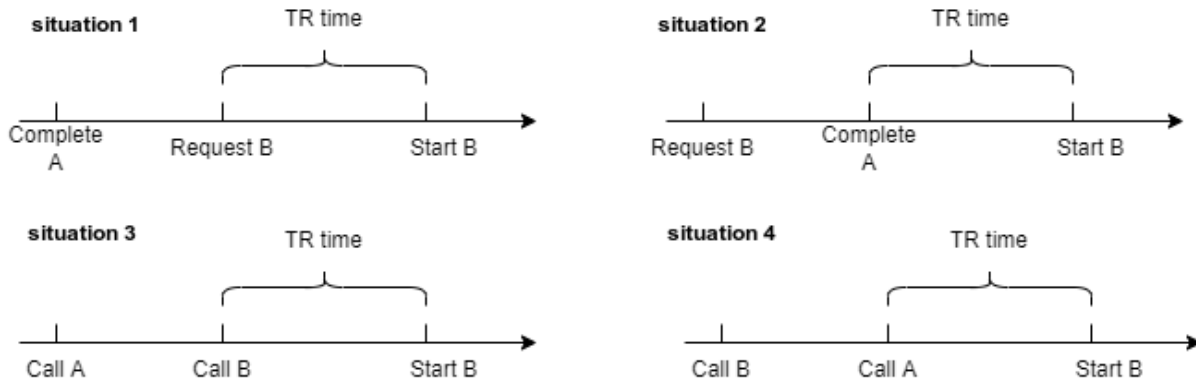 situation 1
TR time
Complete
A
Request B
Start B
situation 2
TR time
Request B
Complete
A
Start B
situation 3
TR time
Call A
Call B
Start B
situation 4
TR time
Call B
Call A
Start B